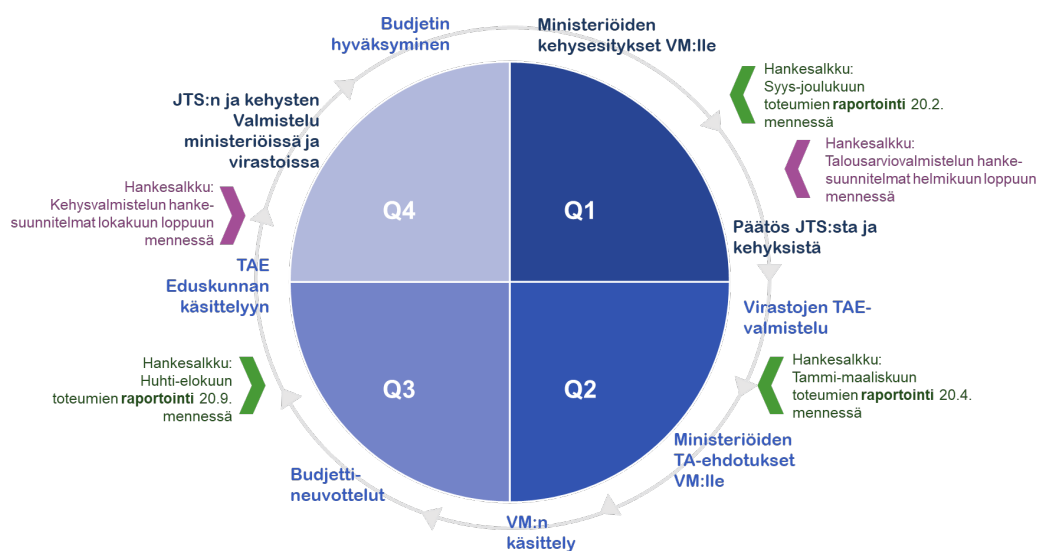 Budjetin
hyväksyminen
Ministeriöiden
kehysesitykset VM:lle
Hankesalkku:
Syys-joulukuun
toteumien raportointi 20.2.
mennessä
JTS:n ja kehysten
Valmistelu
ministeriöissä ja
virastoissa
Hankesalkku:
Talousarviovalmistelun hanke-
suunnitelmat helmikuun loppuun
mennessä
Hankesalkku:
Kehysvalmistelun hanke-
suunnitelmat lokakuun loppuun
mennessä
Q4
Q1
Päätös JTS:sta ja
kehyksistä
TAE
Eduskunnan
käsittelyyn
Virastojen TAE-
valmistelu
Hankesalkku:
Huhti-elokuun
toteumien raportointi 20.9.
mennessä
Q3
Q2
Hankesalkku:
Tammi-maaliskuun
toteumien raportointi 20.4.
mennessä
Ministeriöiden
TA-ehdotukset
VM:lle
Budjetti-
neuvottelut
VM:n
käsittely